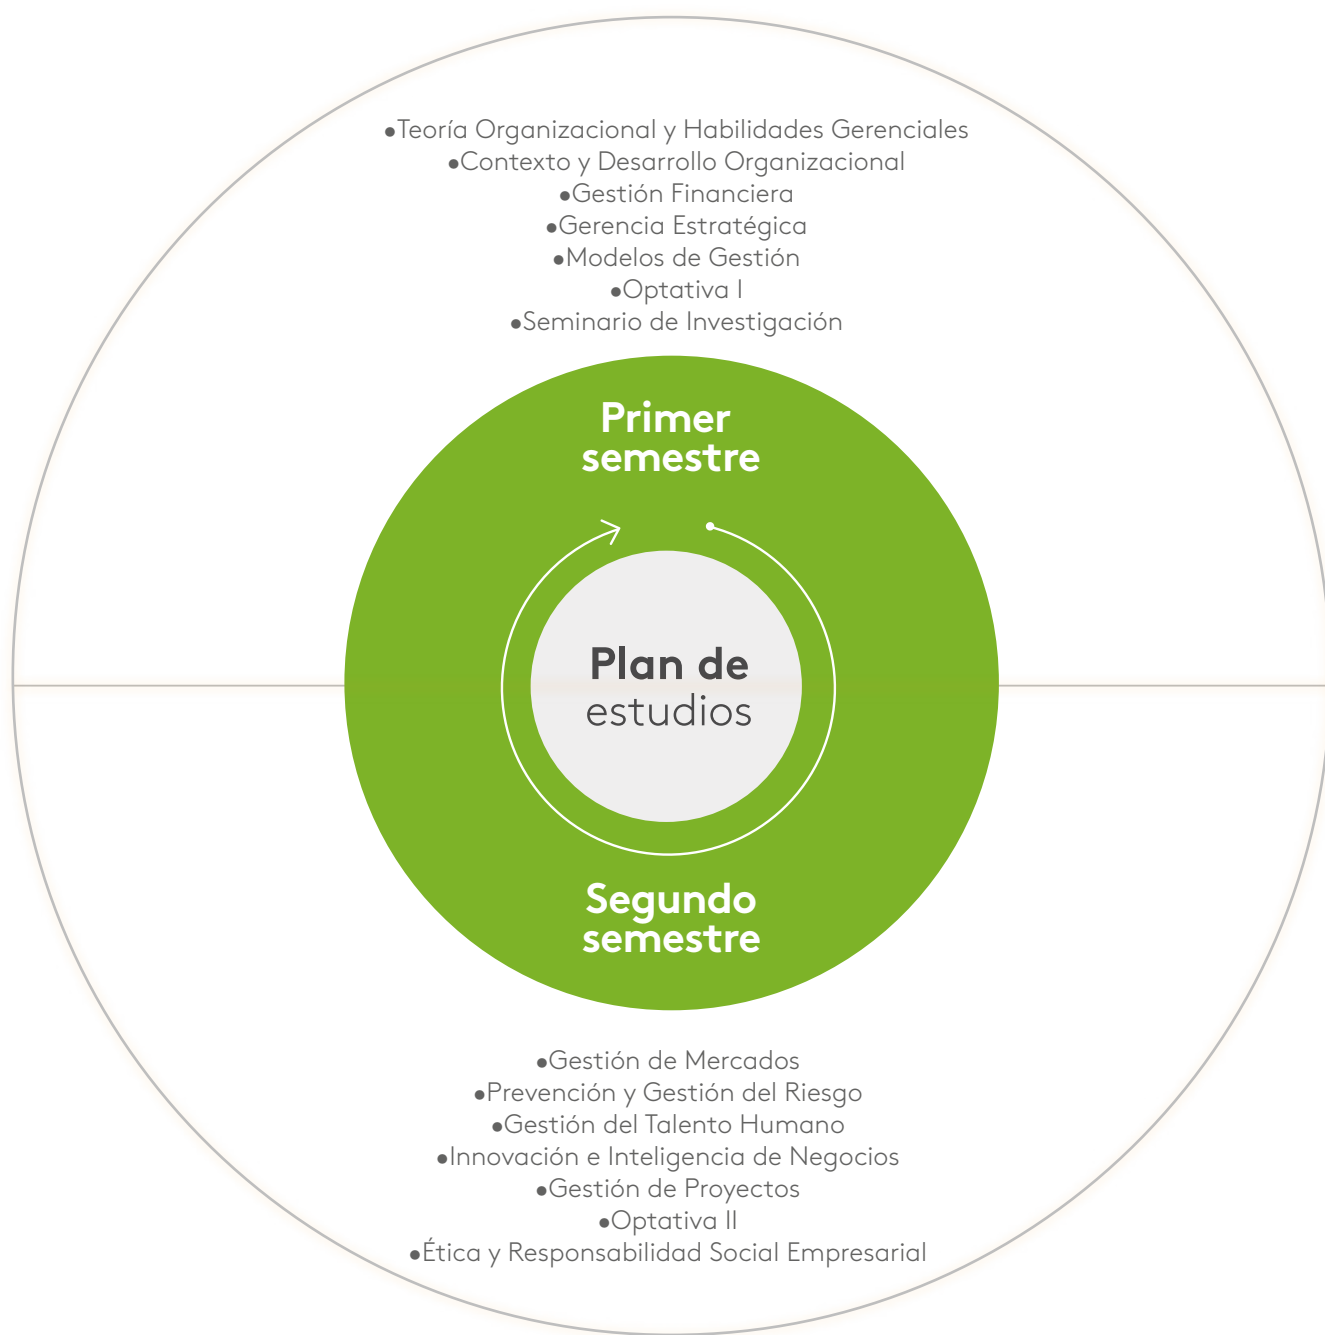 •Teoría Organizacional y Habilidades Gerenciales
•Contexto y Desarrollo Organizacional
•Gestión Financiera
•Gerencia Estratégica
•Modelos de Gestión
•Optativa I
•Seminario de Investigación
Primer
semestre
Plan de
estudios
Segundo
semestre
•Gestión de Mercados
•Prevención y Gestión del Riesgo
•Gestión del Talento Humano
•Innovación e Inteligencia de Negocios
•Gestión de Proyectos
•Optativa II
•Ética y Responsabilidad Social Empresarial